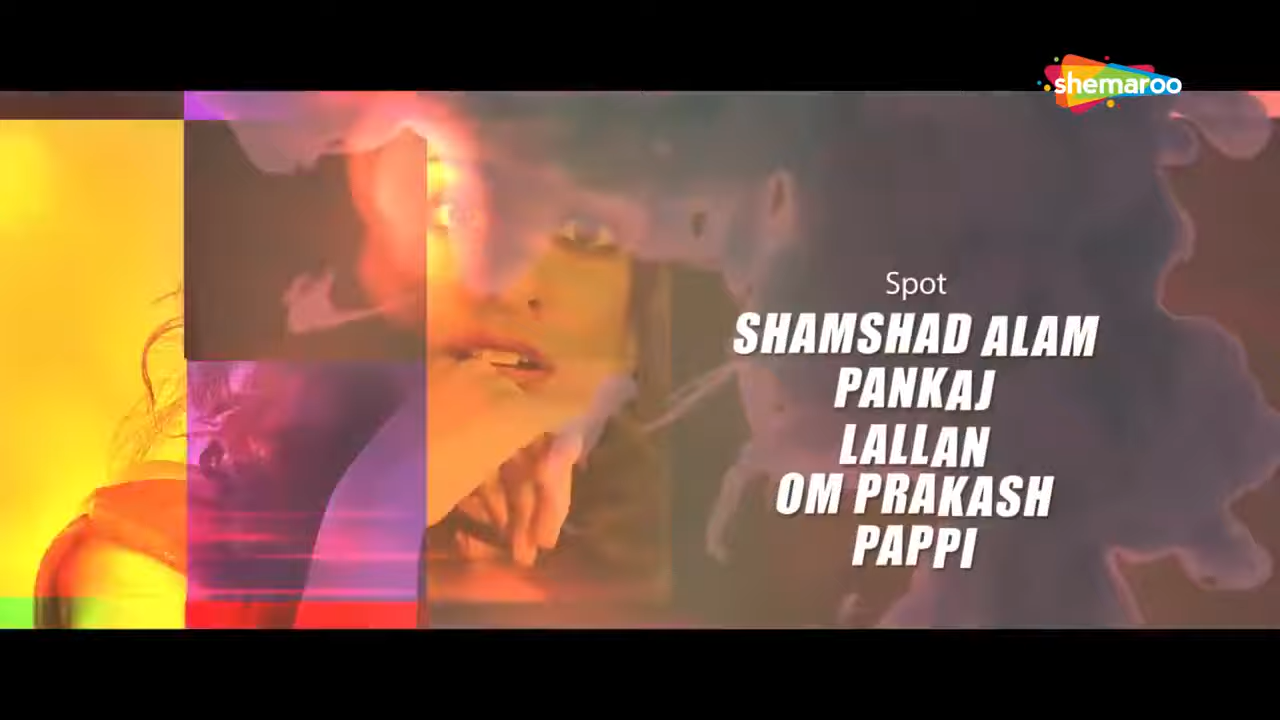 shemaroo
Spot
SHAMSHAD ALAM
PANKAJ
LALLAN
OM PRAKASH
PAPPI